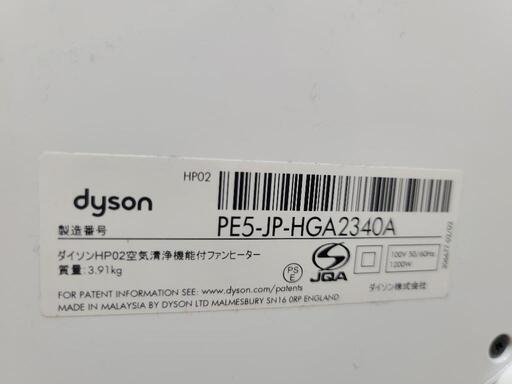 HP02
dyson
製造番号
PE5-JP-HGA2340A
ダイソンHP02空気清浄機能付ファンヒーター
質量：3.91kg
PS
E
JQA
100V 50/60Hz
1200W
FOR PATENT INFORMATION SEE: www.dyson.com/patents
ダイソン株式会社
MADE IN MALAYSIA BY DYSON LTD MALMESBURY SN16 0RP ENGLAND